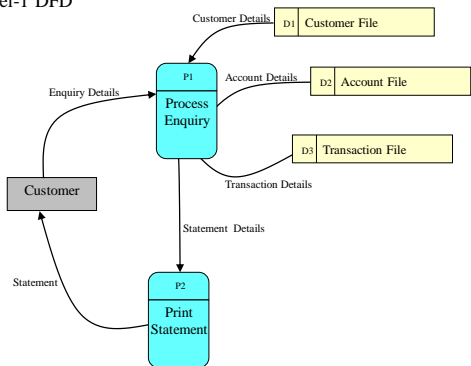 er-1 DFD
Customer Details
D1 Customer File
P1
Account Details
D2 Account File
Enquiry Details
Process
Enquiry
D3 Transaction File
Transaction Details
Customer
Statement Details
Statement
P2
Print
Statement